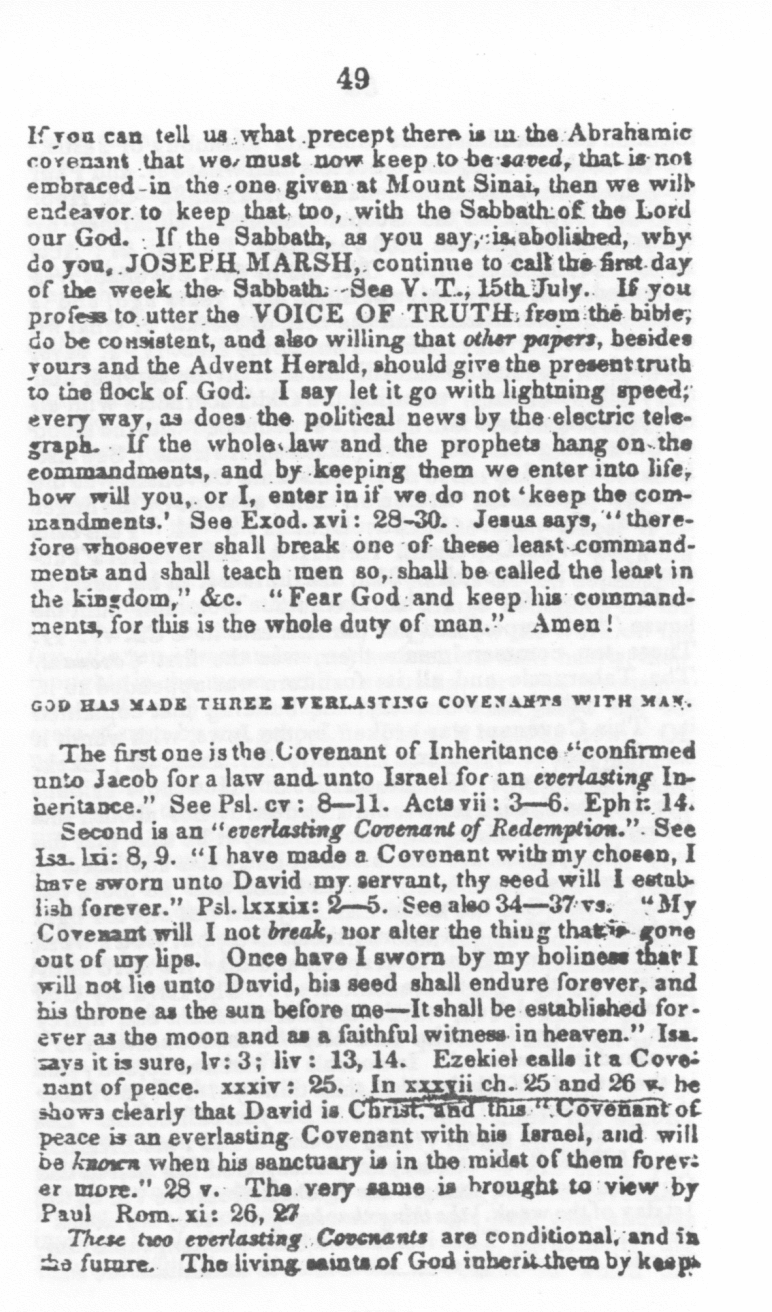 49
If you can tell us what precept there is in the Abrahamic
covenant that we must now keep to be saved, that is not
embraced in the one given at Mount Sinai, then we will
endeavor to keep that, too, with the Sabbath of the Lord
our God. If the Sabbath, as you say, is abolished, why
do you, JOSEPH MARSH, continue to call the first day
of the week the Sabbath. See V. T., 15th July. If you
profess to utter the VOICE OF TRUTH from the bible,
do be consistent, and also willing that other papers, besides
yours and the Advent Herald, should give the present truth
to the flock of God. I say let it go with lightning speed,
every way, as does the political news by the electric tele-
graph. If the whole law and the prophets hang on the
commandments, and by keeping them we enter into life,
how will you, or I, enter in if we do not 'keep the com-
mandments.' See Exod. xvi: 28-30. Jesus says, "there-
fore whosoever shall break one of these least command-
ments and shall teach men so, shall be called the least in
the kingdom," &c. "Fear God and keep his command-
ments, for this is the whole duty of man." Amen!
GOD HAS MADE THREE EVERLASTING COVENANTS WITH MAN.
The first one is the Covenant of Inheritance "confirmed
unto Jacob for a law and unto Israel for an everlasting In-
heritance." See Psl. cv: 8—11. Acts vii: 3—6. Eph i: 14.
Second is an "everlasting Covenant of Redemption." See
Isa. lxi: 8, 9. "I have made a Covenant with my chosen, I
have sworn unto David my servant, thy seed will I estab-
lish forever." Psl. lxxxix: 2—5. See also 34—37 vs. "My
Covenant will I not break, nor alter the thing that is gone
out of my lips. Once have I sworn by my holiness that I
will not lie unto David, his seed shall endure forever, and
his throne as the sun before me—It shall be established for-
ever as the moon and as a faithful witness in heaven." Isa.
says it is sure, lv: 3; liv: 13, 14. Ezekiel calls it a Cove-
nant of peace. xxxiv: 25. In xxxvii ch. 25 and 26 v. he
shows clearly that David is Christ, and this "Covenant of
peace is an everlasting Covenant with his Israel, and will
be known when his sanctuary is in the midst of them forev-
er more." 28 v. The very same is brought to view by
Paul Rom. xi: 26, 27
These two everlasting Covenants are conditional, and in
the future. The living saints of God inherit them by keep-